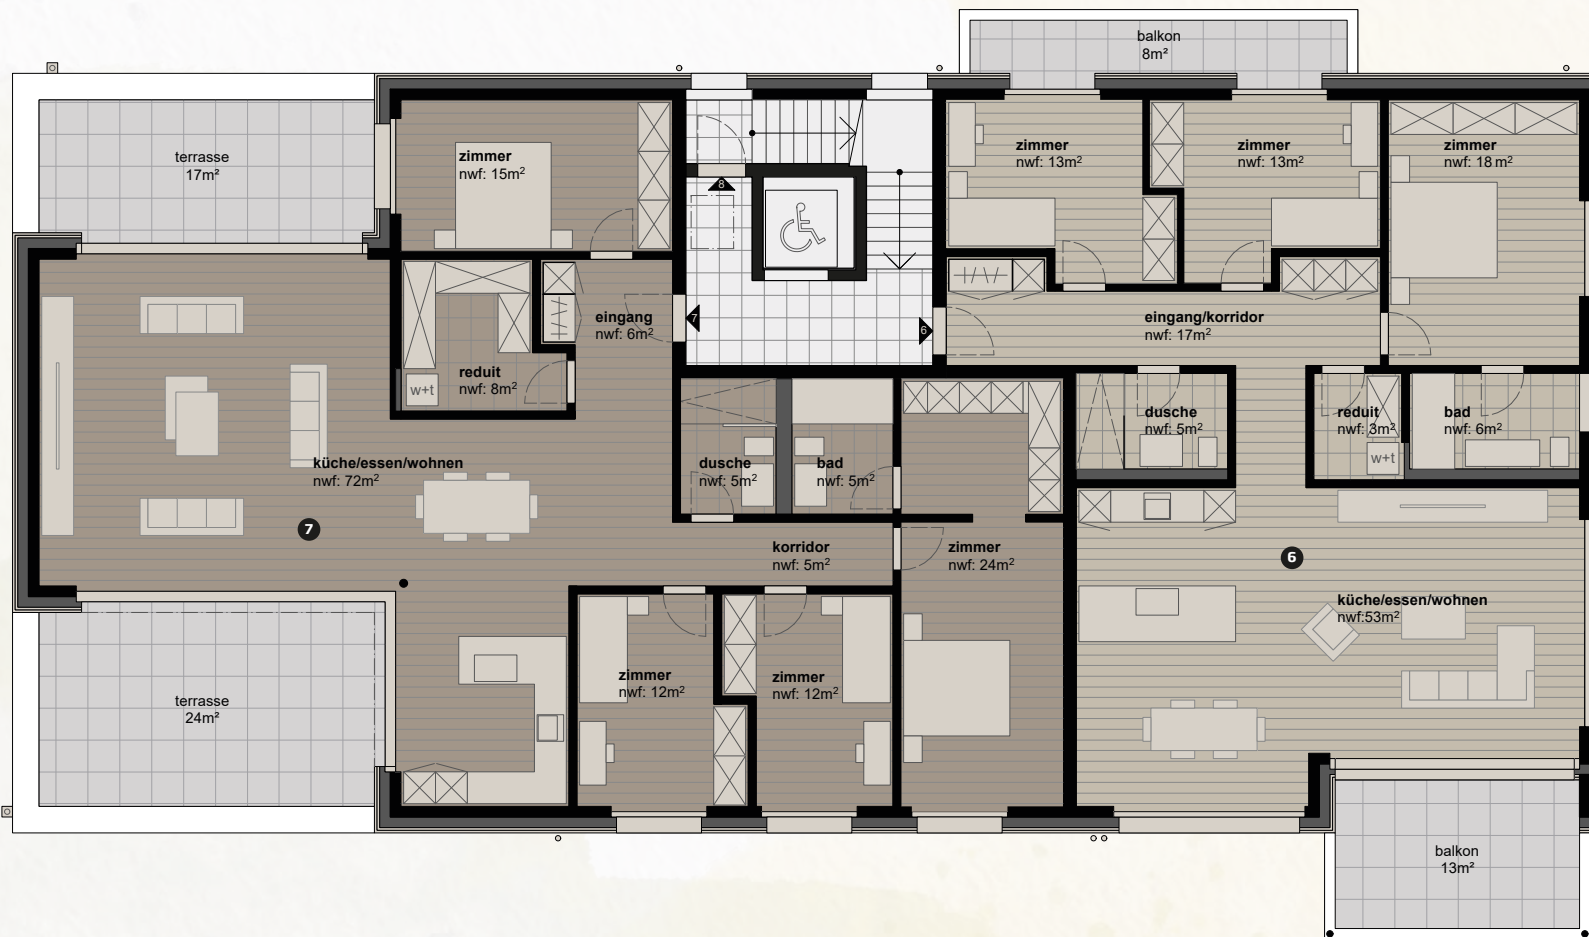 balkon
8m²
terrasse
17m²
zimmer
nwf: 15m²
8
zimmer
nwf: 13m²
zimmer
nwf: 13m²
zimmer
nwf: 18 m²
eingang
nwf: 6m²
7
6
eingang/korridor
nwf: 17m²
reduit
nwf: 8m²
w+t
dusche
nwf: 5m²
reduit
nwf: 3m²
w+t
bad
nwf: 6m²
küche/essen/wohnen
nwf: 72m²
dusche
nwf: 5m²
bad
nwf: 5m²
7
korridor
nwf: 5m²
zimmer
nwf: 24m²
6
küche/essen/wohnen
nwf:53m²
terrasse
24m²
zimmer
nwf: 12m²
zimmer
nwf: 12m²
balkon
13m²